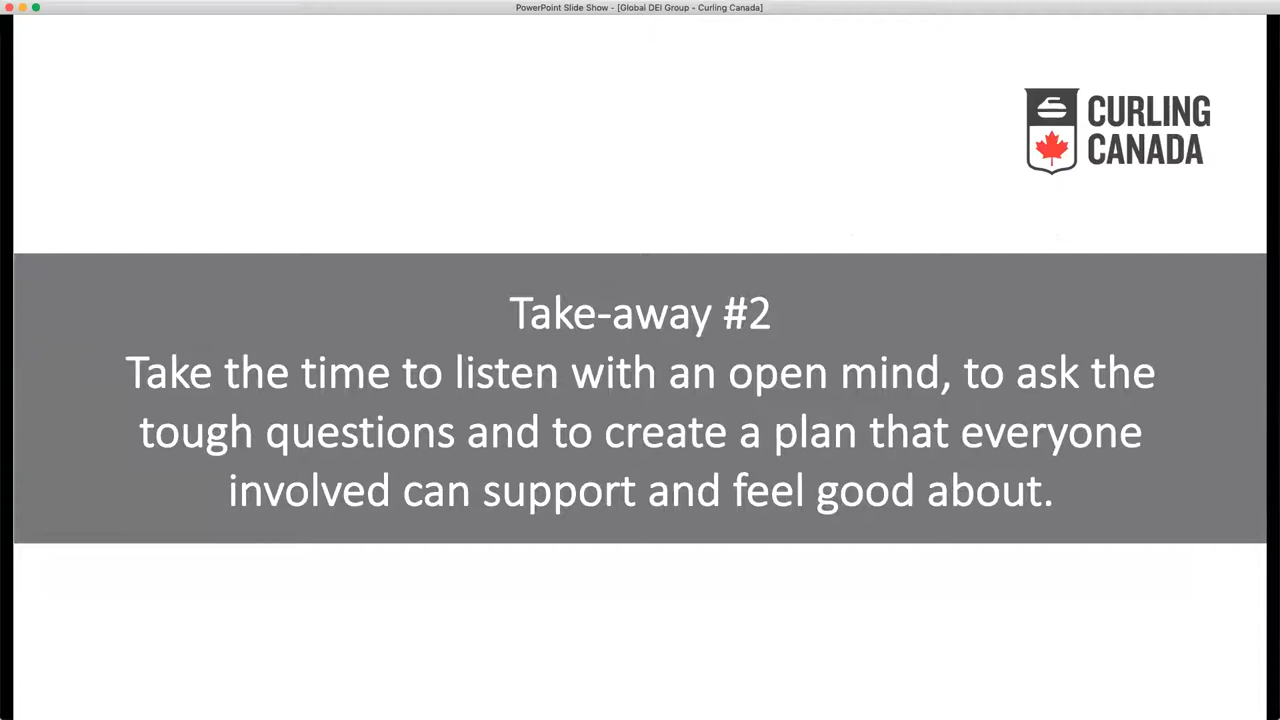 PowerPoint Slide Show - [Global DEI Group - Curling Canada]
CURLING
CANADA
Take-away #2
Take the time to listen with an open mind, to ask the
tough questions and to create a plan that everyone
involved can support and feel good about.